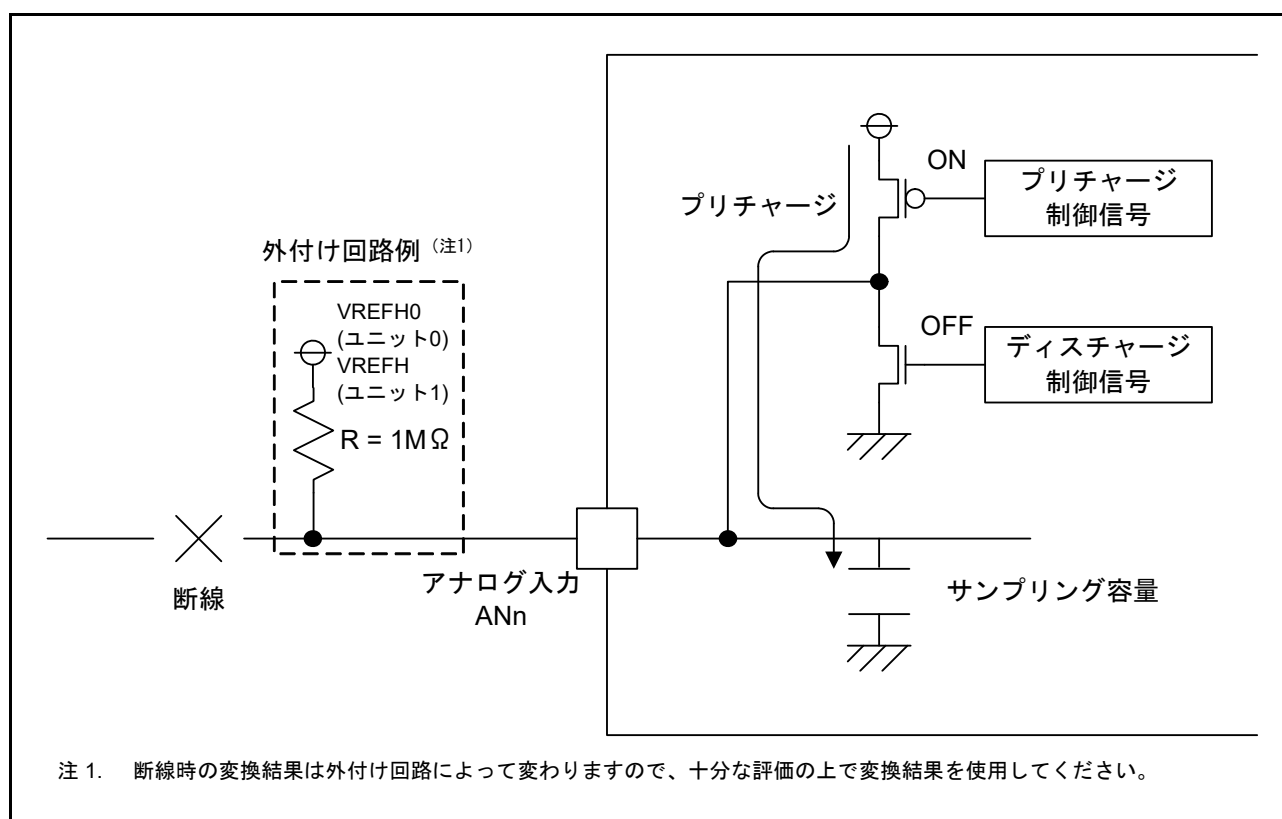 ON
プリチャージ
制御信号
プリチャージ
外付け回路例（注1）
VREFH0
(ユニット0)
VREFH
(ユニット1)
R = 1MΩ
OFF
ディスチャージ
制御信号
断線
アナログ入力
ANn
サンプリング容量
注 1. 断線時の変換結果は外付け回路によって変わりますので、十分な評価の上で変換結果を使用してください。